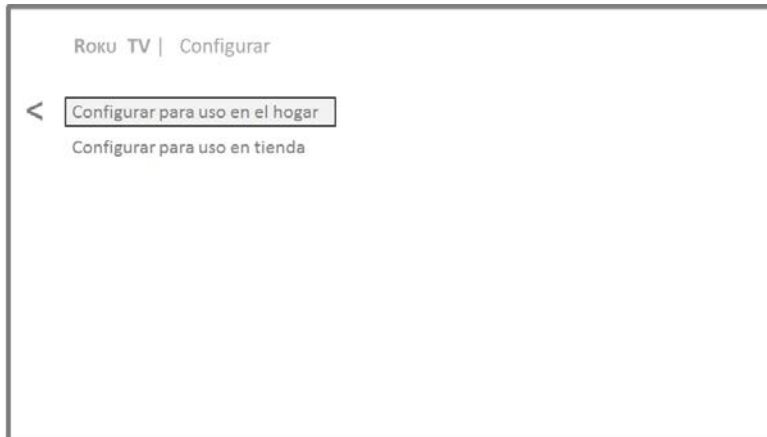 Roku TV | Configurar
< Configurar para uso en el hogar
Configurar para uso en tienda